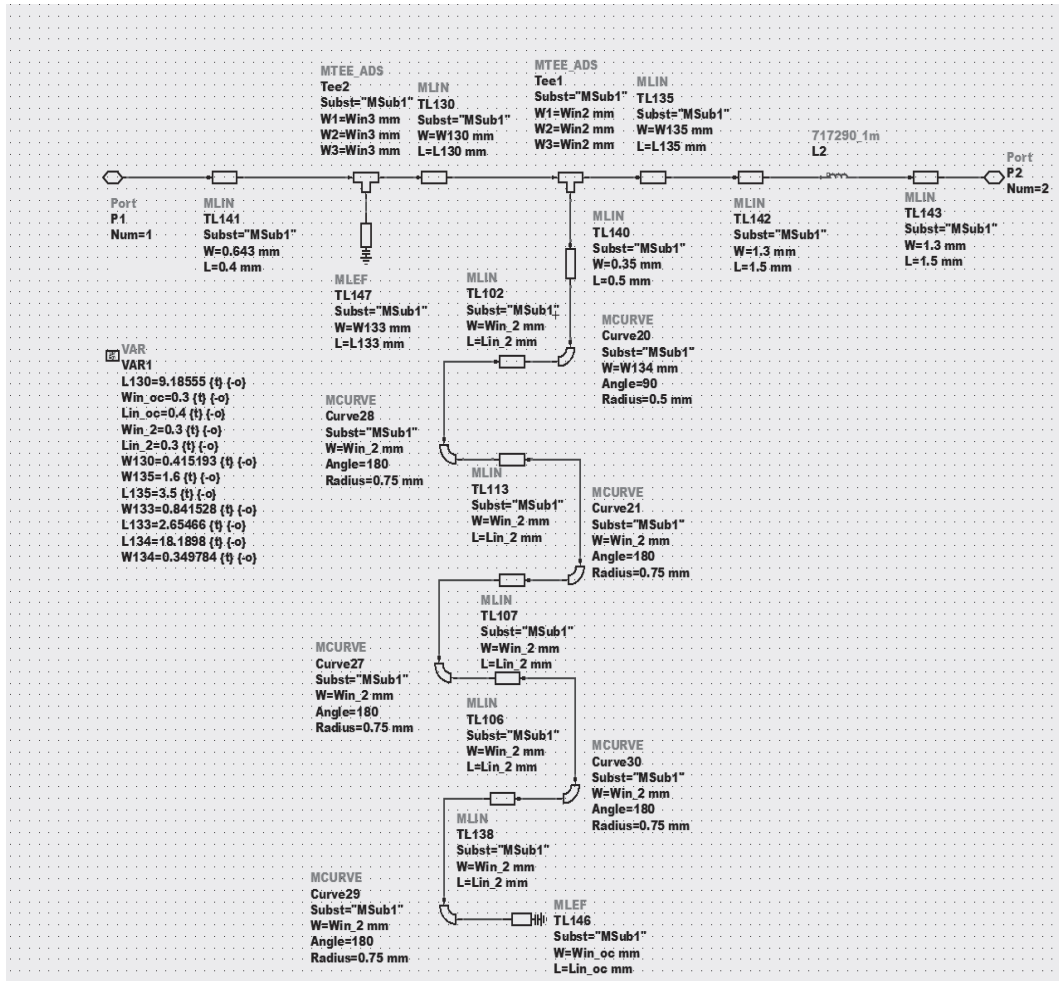 MTEE_ADS
Tee2
Subst="MSub1"
W1=Win3 mm
W2=Win3 mm
W3=Win3 mm
MLIN
TL130
Subst="MSub1"
W=W130 mm
L=L130 mm
MTEE_ADS
Tee1
Subst="MSub1"
W1=Win2 mm
W2=Win2 mm
W3=Win2 mm
MLIN
TL135
Subst="MSub1"
W=W135 mm
L=L135 mm
717290_1m
L2
Port
P2
Num=2
Port
P1
Num=1
MLIN
TL141
Subst="MSub1"
W=0.643 mm
L=0.4 mm
MLIN
TL142
Subst="MSub1"
W=1.3 mm
L=1.5 mm
MLIN
TL143
Subst="MSub1"
W=1.3 mm
L=1.5 mm
MLIN
TL140
Subst="MSub1"
W=0.35 mm
L=0.5 mm
MLEF
TL147
Subst="MSub1"
W=W133 mm
L=L133 mm
MLIN
TL102
Subst="MSub1"
W=Win_2 mm
L=Lin_2 mm
MCURVE
Curve20
Subst="MSub1"
W=W134 mm
Angle=90
Radius=0.5 mm
VAR
VAR1
L130=9.18555 {t} {-o}
Win_oc=0.3 {t} {-o}
Lin_oc=0.4 {t} {-o}
Win_2=0.3 {t} {-o}
Lin_2=0.3 {t} {-o}
W130=0.415193 {t} {-o}
W135=1.6 {t} {-o}
L135=3.5 {t} {-o}
W133=0.841528 {t} {-o}
L133=2.65466 {t} {-o}
L134=18.1898 {t} {-o}
W134=0.349784 {t} {-o}
MCURVE
Curve28
Subst="MSub1"
W=Win_2 mm
Angle=180
Radius=0.75 mm
MLIN
TL113
Subst="MSub1"
W=Win_2 mm
L=Lin_2 mm
MCURVE
Curve21
Subst="MSub1"
W=Win_2 mm
Angle=180
Radius=0.75 mm
MLIN
TL107
Subst="MSub1"
W=Win_2 mm
L=Lin_2 mm
MCURVE
Curve27
Subst="MSub1"
W=Win_2 mm
Angle=180
Radius=0.75 mm
MLIN
TL106
Subst="MSub1"
W=Win_2 mm
L=Lin_2 mm
MCURVE
Curve30
Subst="MSub1"
W=Win_2 mm
Angle=180
Radius=0.75 mm
MLIN
TL138
Subst="MSub1"
W=Win_2 mm
L=Lin_2 mm
MCURVE
Curve29
Subst="MSub1"
W=Win_2 mm
Angle=180
Radius=0.75 mm
MLEF
TL146
Subst="MSub1"
W=Win_oc mm
L=Lin_oc mm